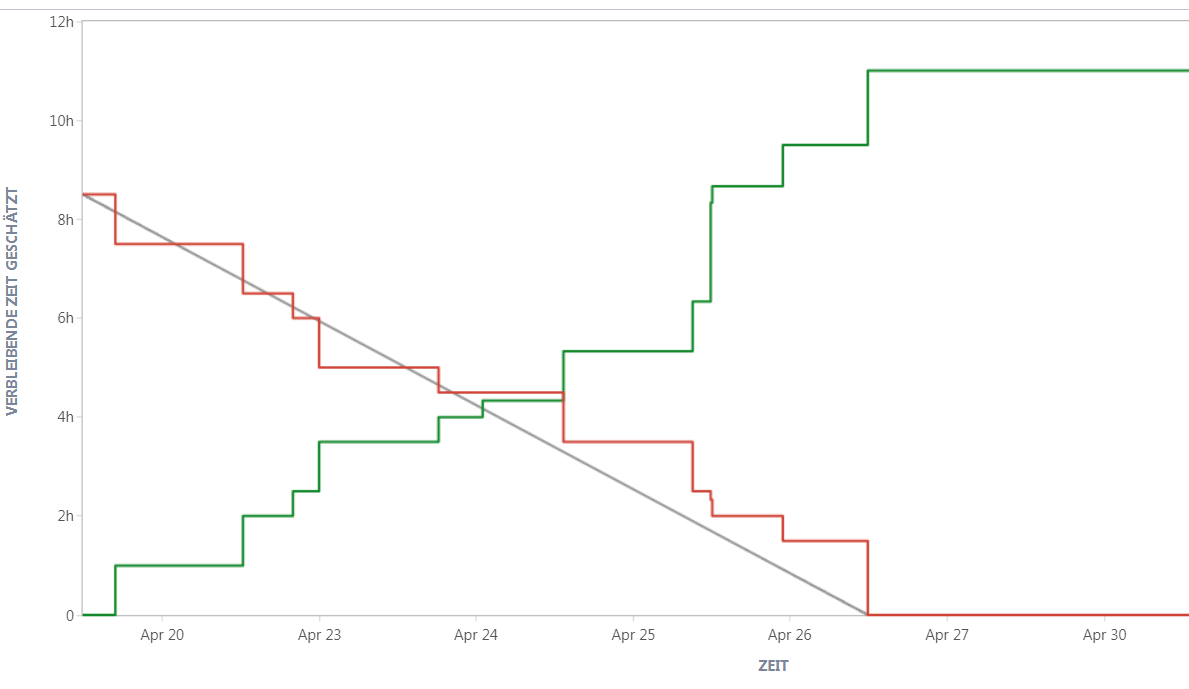 12h
10h
8h
6h
4h
2h
0
VERBLEIBENDE ZEIT GESCHÄTZT
Apr 20 Apr 23 Apr 24 Apr 25 Apr 26 Apr 27 Apr 30
ZEIT